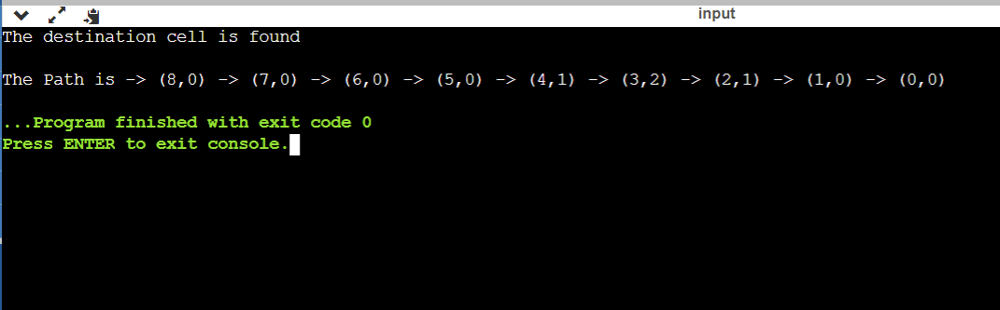 input
The destination cell is found
The Path is -> (8,0) -> (7,0) -> (6,0) -> (5,0) -> (4,1) -> (3,2) -> (2,1) -> (1,0) -> (0,0)
...Program finished with exit code 0
Press ENTER to exit console.